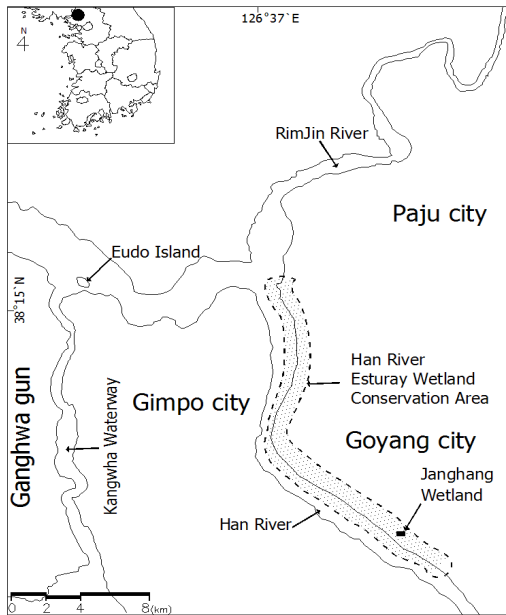 126°37`E
N
RimJin River
Paju city
Eudo Island
38°15`N
Han River
Esturay Wetland
Conservation Area
Gimpo city
Ganghwa gun
Kangwha Waterway
Goyang city
Janghang
Wetland
Han River
0 2 4 8(km)